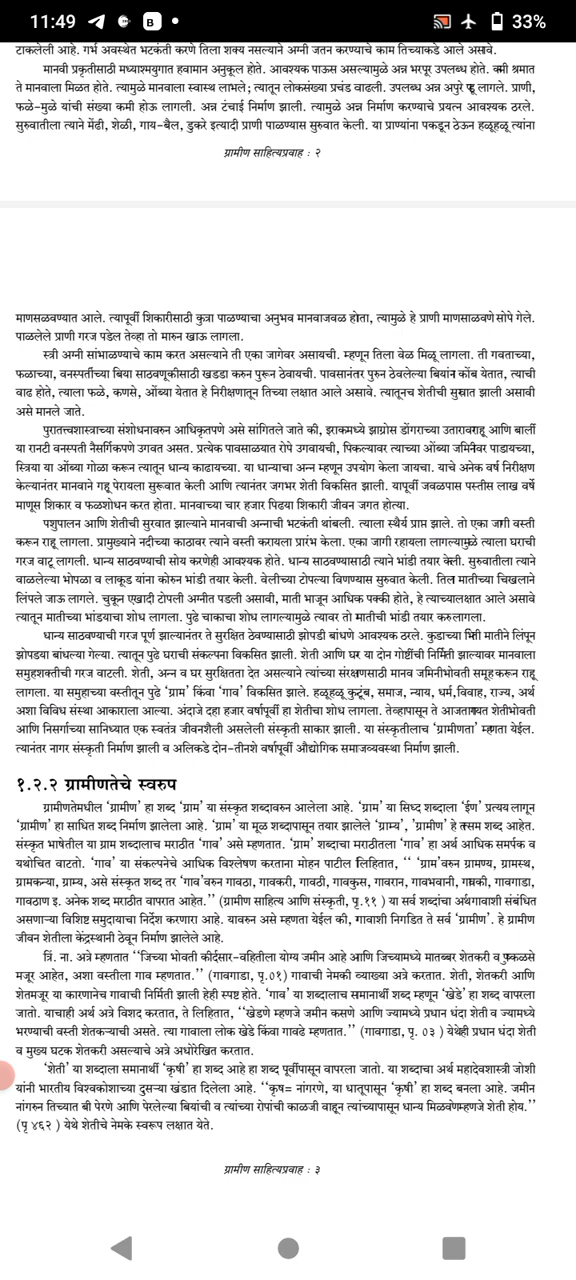 11:49
B
33%
टाकलेली आहे. गर्भ अवस्थेत भटकंती करणे तिला शक्य नसल्याने अग्नी जतन करण्याचे काम तिच्याकडे आले असावे.
मानवी प्रकृतीसाठी मध्याश्मयुगात हवामान अनुकूल होते. आवश्यक पाऊस असल्यामुळे अन्न भरपूर उपलब्ध होते. कमी श्रमात
ते मानवाला मिळत होते. त्यामुळे मानवाला स्वास्थ लाभले; त्यातून लोकसंख्या प्रचंड वाढली. उपलब्ध अन्न अपुरे पडू लागले. प्राणी,
फळे-मुळे यांची संख्या कमी होऊ लागली. अन्न टंचाई निर्माण झाली. त्यामुळे अन्न निर्माण करण्याचे प्रयत्न आवश्यक ठरले.
सुरुवातीला त्याने मेंढी, शेळी, गाय-बैल, डुकरे इत्यादी प्राणी पाळण्यास सुरुवात केली. या प्राण्यांना पकडून ठेऊन हळूहळू त्यांना
ग्रामीण साहित्यप्रवाह : २
माणसळवण्यात आले. त्यापूर्वी शिकारीसाठी कुत्रा पाळण्याचा अनुभव मानवाजवळ होता, त्यामुळे हे प्राणी माणसाळवणे सोपे गेले.
पाळलेले प्राणी गरज पडेल तेव्हा तो मारुन खाऊ लागला.
स्त्री अग्नी सांभाळण्याचे काम करत असल्याने ती एका जागेवर असायची. म्हणून तिला वेळ मिळू लागला. ती गवताच्या,
फळाच्या, वनस्पर्तीच्या बिया साठवणूकीसाठी खडडा करुन पुरून ठेवायची. पावसानंतर पुरुन ठेवलेल्या बियांन कोंब येतात, त्याची
वाढ होते, त्याला फळे, कणसे, ओंब्या येतात हे निरीक्षणातून तिच्या लक्षात आले असावे. त्यातूनच शेतीची सुरुवात झाली असावी
असे मानले जाते.
पुरातत्त्वशास्त्राच्या संशोधनावरुन आधिकृतपणे असे सांगितले जाते की, इराकमध्ये झाग्रोस डोंगराच्या उतारावर गहू आणि बार्ली
या रानटी वनस्पती नैसर्गिकपणे उगवत असत. प्रत्येक पावसाळयात रोपे उगवायची, पिकल्यावर त्याच्या ओंब्या जमिनीवर पाडायच्या,
स्त्रिया या ओंब्या गोळा करून त्यातून धान्य काढायच्या. या धान्याचा अन्न म्हणून उपयोग केला जायचा. याचे अनेक वर्ष निरीक्षण
केल्यानंतर मानवाने गहू पेरायला सुरूवात केली आणि त्यानंतर जगभर शेती विकसित झाली. यापूर्वी जवळपास पस्तीस लाख वर्षे
माणूस शिकार व फळशोधन करत होता. मानवाच्या चार हजार पिढया शिकारी जीवन जगत होत्या.
पशुपालन आणि शेतीची सुरवात झाल्याने मानवाची अन्नाची भटकंती थांबली. त्याला स्थैर्य प्राप्त झाले. तो एका जागी वस्ती
करून राहू लागला. प्रामुख्याने नदीच्या काठावर त्याने वस्ती करायला प्रारंभ केला. एका जागी रहायला लागल्यामुळे त्याला घराची
गरज वाटू लागली. धान्य साठवण्याची सोय करणेही आवश्यक होते. धान्य साठवण्यासाठी त्याने भांडी तयार केली. सुरुवातीला त्याने
वाळलेल्या भोपळा व लाकूड यांना कोरुन भांडी तयार केली. वेलीच्या टोपल्या विणण्यास सुरुवात केली. तिला मातीच्या चिखलाने
लिंपले जाऊ लागले. चुकून एखादी टोपली अग्नीत पडली असावी, माती भाजून आधिक पक्की होते, हे त्याच्यालक्षात आले असावे
त्यातून मातीच्या भांडयाचा शोध लागला. पुढे चाकाचा शोध लागल्यामुळे त्यावर तो मातीची भांडी तयार करु लागला.
धान्य साठवण्याची गरज पूर्ण झाल्यानंतर ते सुरक्षित ठेवण्यासाठी झोपडी बांधणे आवश्यक ठरले. कुडाच्या भिंती मातीने लिंपून
झोपडया बांधल्या गेल्या. त्यातून पुढे घराची संकल्पना विकसित झाली. शेती आणि घर या दोन गोष्टींची निर्मिती झाल्यावर मानवाला
समुहशक्तीची गरज वाटली. शेती, अन्न व घर सुरक्षितता देत असल्याने त्यांच्या संरक्षणासाठी मानव जमिनीभोवती समूह करून राहू
लागला. या समुहाच्या वस्तीतून पुढे ‘ग्राम’ किंवा ‘गाव’ विकसित झाले. हळूहळू कुटूंब, समाज, न्याय, धर्म, विवाह, राज्य, अर्थ
अशा विविध संस्था आकाराला आल्या. अंदाजे दहा हजार वर्षापूर्वी हा शेतीचा शोध लागला. तेव्हापासून ते आजतागायत शेतीभोवती
आणि निसर्गाच्या सानिध्यात एक स्वतंत्र जीवनशैली असलेली संस्कृती साकार झाली. या संस्कृतीलाच ‘ग्रामीणता’ म्हणता येईल.
त्यानंतर नागर संस्कृती निर्माण झाली व अलिकडे दोन-तीनशे वर्षापूर्वी औद्योगिक समाजव्यवस्था निर्माण झाली.
१.२.२ ग्रामीणतेचे स्वरुप
ग्रामीणतेमधील ‘ग्रामीण’ हा शब्द ‘ग्राम’ या संस्कृत शब्दावरुन आलेला आहे. ‘ग्राम’ या सिध्द शब्दाला ‘ईण’ प्रत्यय लागून
‘ग्रामीण’ हा साधित शब्द निर्माण झालेला आहे. ‘ग्राम’ या मूळ शब्दापासून तयार झालेले ‘ग्राम्य’, ‘ग्रामीण’ हे तत्सम शब्द आहेत.
संस्कृत भाषेतील या ग्राम शब्दालाच मराठीत ‘गाव’ असे म्हणतात. ‘ग्राम’ शब्दाचा मराठीतला ‘गाव’ हा अर्थ आधिक समर्पक व
यथोचित वाटतो. ‘गाव’ या संकल्पनेचे आधिक विश्लेषण करताना मोहन पाटील लिहितात, ‘‘ ‘ग्राम’वरुन ग्रामण्य, ग्रामस्थ,
ग्रामकन्या, ग्राम्य, असे संस्कृत शब्द तर ‘गाव’वरुन गावठा, गावकरी, गावठी, गावकुस, गावरान, गावभवानी, गावकी, गावगाडा,
गावठाण इ. अनेक शब्द मराठीत वापरात आहेत.’’ (ग्रामीण साहित्य आणि संस्कृती, पृ.११) या सर्व शब्दांचा अर्थगावाशी संबंधित
असणाऱ्या विशिष्ट समुदायाचा निर्देश करणारा आहे. यावरुन असे म्हणता येईल की, गावाशी निगडित ते सर्व ‘ग्रामीण’. हे ग्रामीण
जीवन शेतीला केंद्रस्थानी ठेवून निर्माण झालेले आहे.
त्रिं. ना. अत्रे म्हणतात ‘‘जिच्या भोवती कीर्दसार-वहितीला योग्य जमीन आहे आणि जिच्यामध्ये मातब्बर शेतकरी व पुष्कळसे
मजूर आहेत, अशा वस्तीला गाव म्हणतात.’’ (गावगाडा, पृ.०१) गावाची नेमकी व्याख्या अत्रे करतात. शेती, शेतकरी आणि
शेतमजूर या कारणानेच गावाची निर्मिती झाली हेही स्पष्ट होते. ‘गाव’ या शब्दालाच समानार्थी शब्द म्हणून ‘खेडे’ हा शब्द वापरला
जातो. याचाही अर्थ अत्रे विशद करतात, ते लिहितात, ‘‘खेडणे म्हणजे जमीन कसणे आणि ज्यामध्ये प्रधान धंदा शेती व ज्यामध्ये
भरण्याची वस्ती शेतकऱ्याची असते. त्या गावाला लोक खेडे किंवा गावढे म्हणतात.’’ (गावगाडा, पृ. ०३) येथेही प्रधान धंदा शेती
व मुख्य घटक शेतकरी असल्याचे अत्रे अधोरेखित करतात.
‘शेती’ या शब्दाला समानार्थी ‘कृषी’ हा शब्द आहे हा शब्द पूर्वीपासून वापरला जातो. या शब्दाचा अर्थ महादेवशास्त्री जोशी
यांनी भारतीय विश्वकोशाच्या दुसऱ्या खंडात दिलेला आहे. ‘‘कृष= नांगरणे, या धातूपासून ‘कृषी’ हा शब्द बनला आहे. जमीन
नांगरुन तिच्यात बी पेरणे आणि पेरलेल्या बियांची व त्यांच्या रोपांची काळजी वाहून त्यांच्यापासून धान्य मिळवणे म्हणजे शेती होय.’’
(पृ ४६२) येथे शेतीचे नेमके स्वरूप लक्षात येते.
ग्रामीण साहित्यप्रवाह : ३